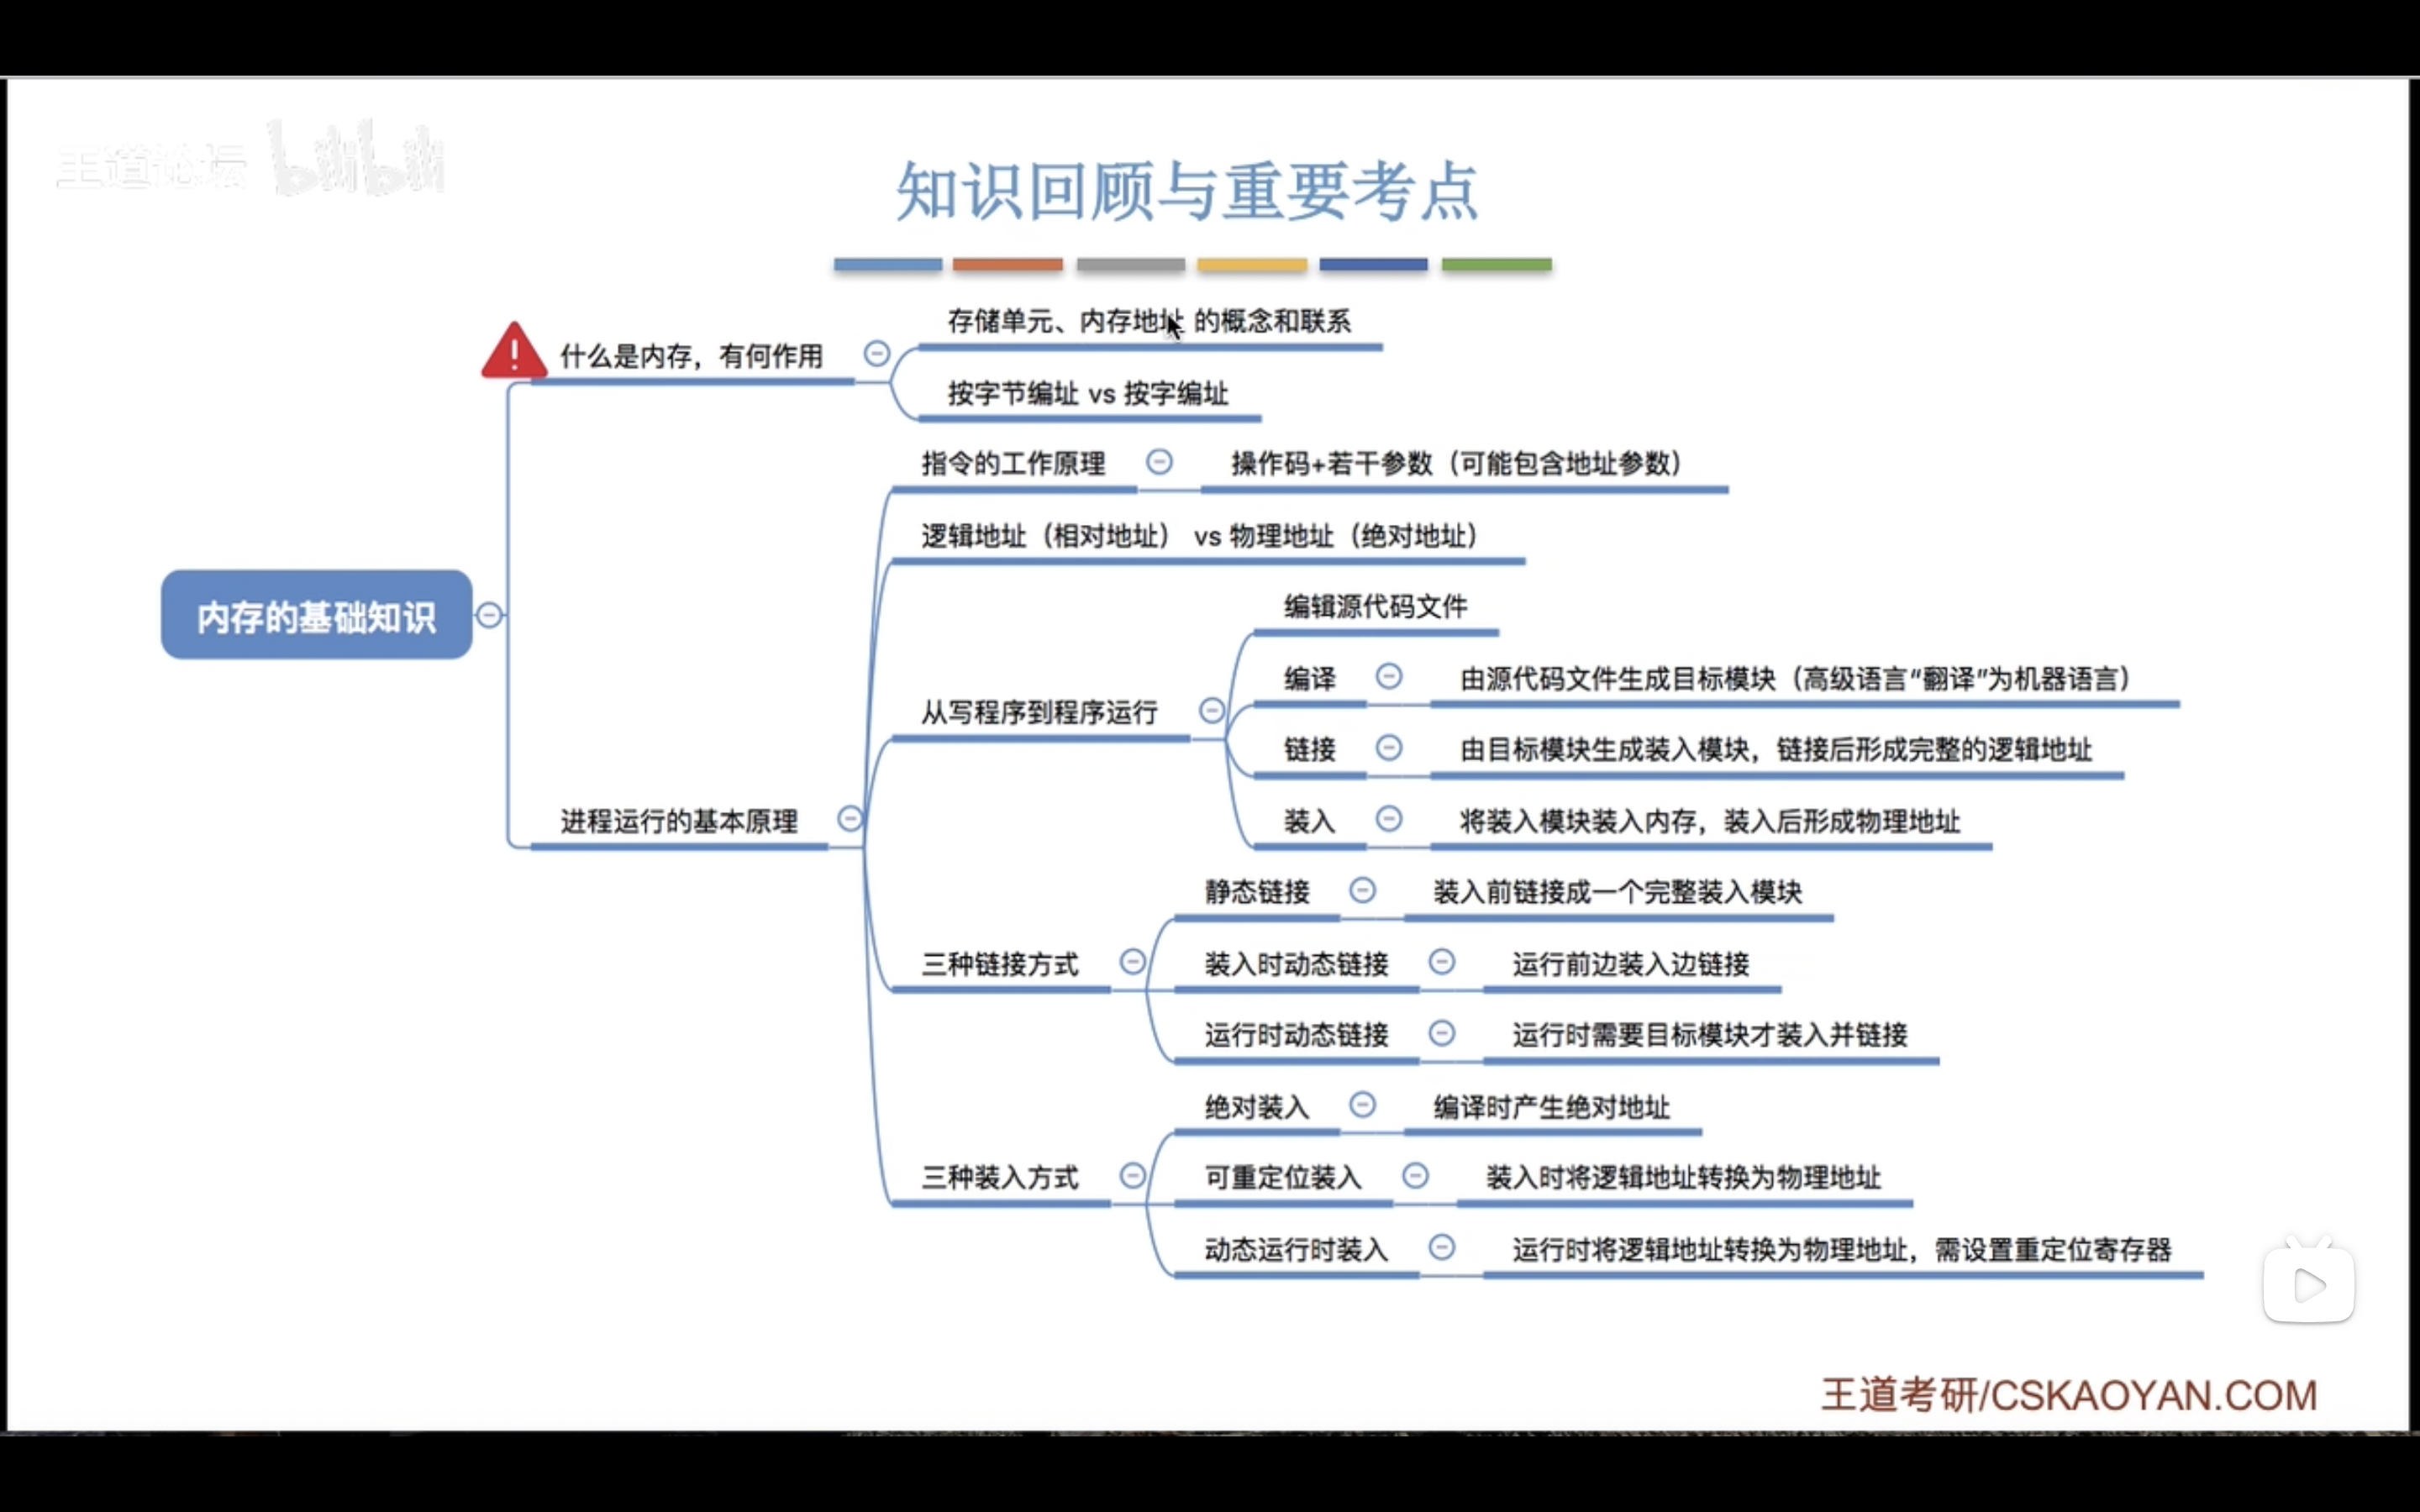 王道论坛 bilibili
知识回顾与重要考点
内存的基础知识
什么是内存，有何作用
存储单元、内存地址 的概念和联系
按字节编址 vs 按字编址
进程运行的基本原理
指令的工作原理
操作码+若干参数（可能包含地址参数）
逻辑地址（相对地址） vs 物理地址（绝对地址）
从写程序到程序运行
编辑源代码文件
编译
由源代码文件生成目标模块（高级语言“翻译”为机器语言）
链接
由目标模块生成装入模块，链接后形成完整的逻辑地址
装入
将装入模块装入内存，装入后形成物理地址
三种链接方式
静态链接
装入前链接成一个完整装入模块
装入时动态链接
运行前边装入边链接
运行时动态链接
运行时需要目标模块才装入并链接
三种装入方式
绝对装入
编译时产生绝对地址
可重定位装入
装入时将逻辑地址转换为物理地址
动态运行时装入
运行时将逻辑地址转换为物理地址，需设置重定位寄存器
王道考研/CSKAOYAN.COM